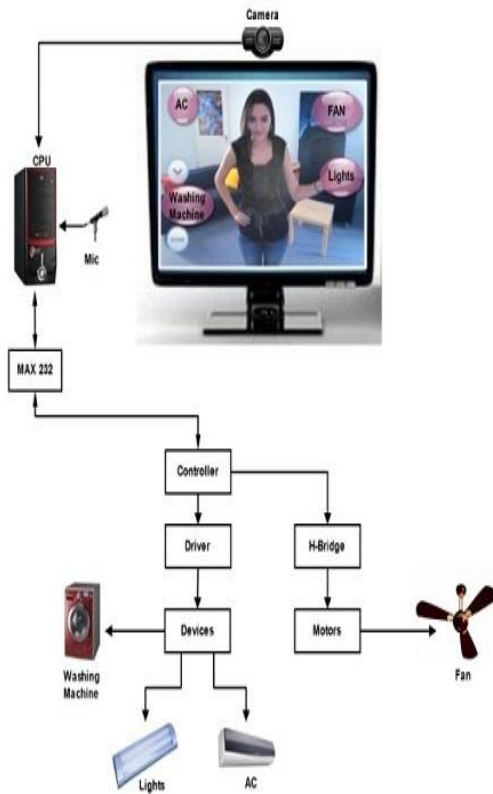 Camera
AC
FAN
CPU
Lights
Washing
Machine
Mic
MAX 232
Controller
Driver
H-Bridge
Devices
Motors
Washing
Machine
Fan
Lights
AC